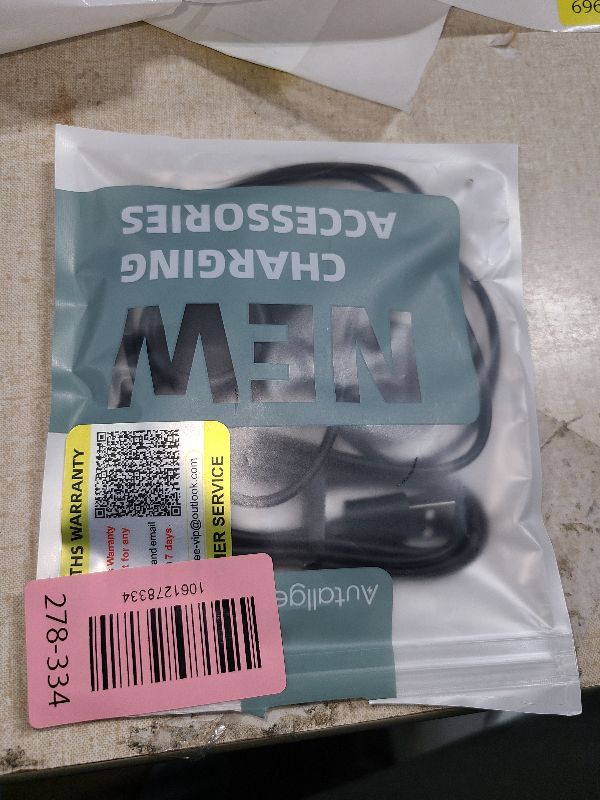 NEW
CHARGING
ACCESSORIES
Autallge
THS WARRANTY
Warranty
t for any
and email
7 days
ee-vip@outlook.com
ER SERVICE
1061278334
278-334
696